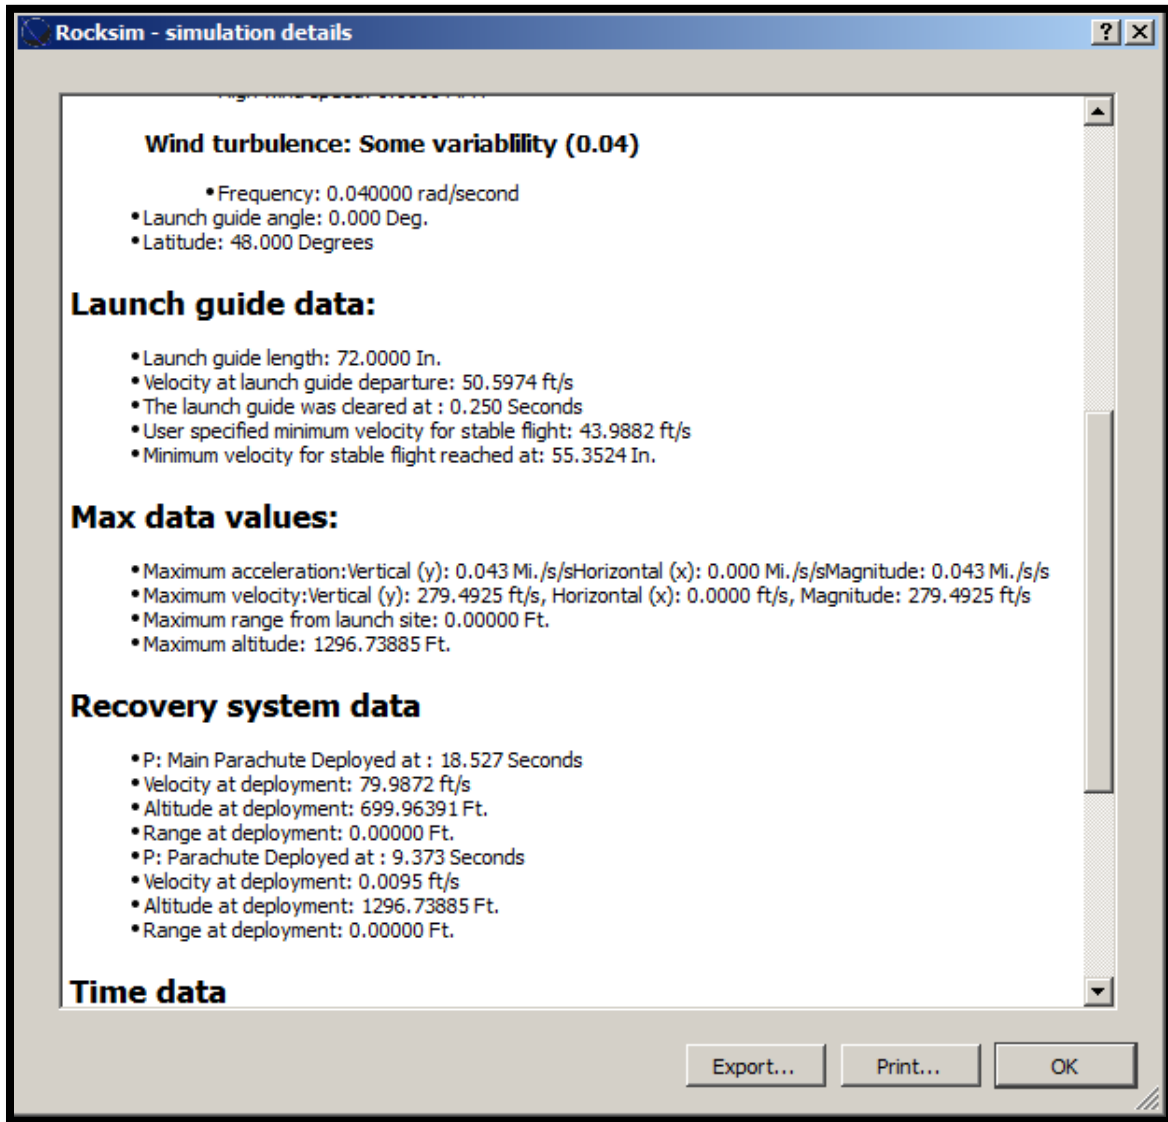 Rocksim - simulation details
Wind turbulence: Some variablility (0.04)
•Frequency: 0.040000 rad/second
•Launch guide angle: 0.000 Deg.
•Latitude: 48.000 Degrees
Launch guide data:
•Launch guide length: 72.0000 In.
•Velocity at launch guide departure: 50.5974 ft/s
•The launch guide was cleared at : 0.250 Seconds
•User specified minimum velocity for stable flight: 43.9882 ft/s
•Minimum velocity for stable flight reached at: 55.3524 In.
Max data values:
•Maximum acceleration:Vertical (y): 0.043 Mi./s/sHorizontal (x): 0.000 Mi./s/sMagnitude: 0.043 Mi./s/s
•Maximum velocity:Vertical (y): 279.4925 ft/s, Horizontal (x): 0.0000 ft/s, Magnitude: 279.4925 ft/s
•Maximum range from launch site: 0.00000 Ft.
•Maximum altitude: 1296.73885 Ft.
Recovery system data
•P: Main Parachute Deployed at : 18.527 Seconds
•Velocity at deployment: 79.9872 ft/s
•Altitude at deployment: 699.96391 Ft.
•Range at deployment: 0.00000 Ft.
•P: Parachute Deployed at : 9.373 Seconds
•Velocity at deployment: 0.0095 ft/s
•Altitude at deployment: 1296.73885 Ft.
•Range at deployment: 0.00000 Ft.
Time data
Export... Print... OK